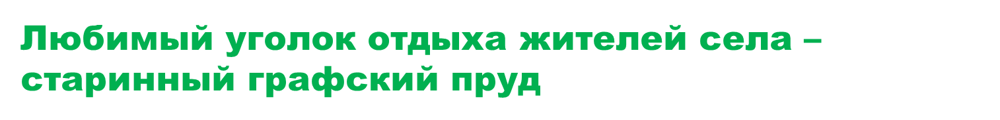 Любимый уголок отдыха жителей села –
старинный графский пруд